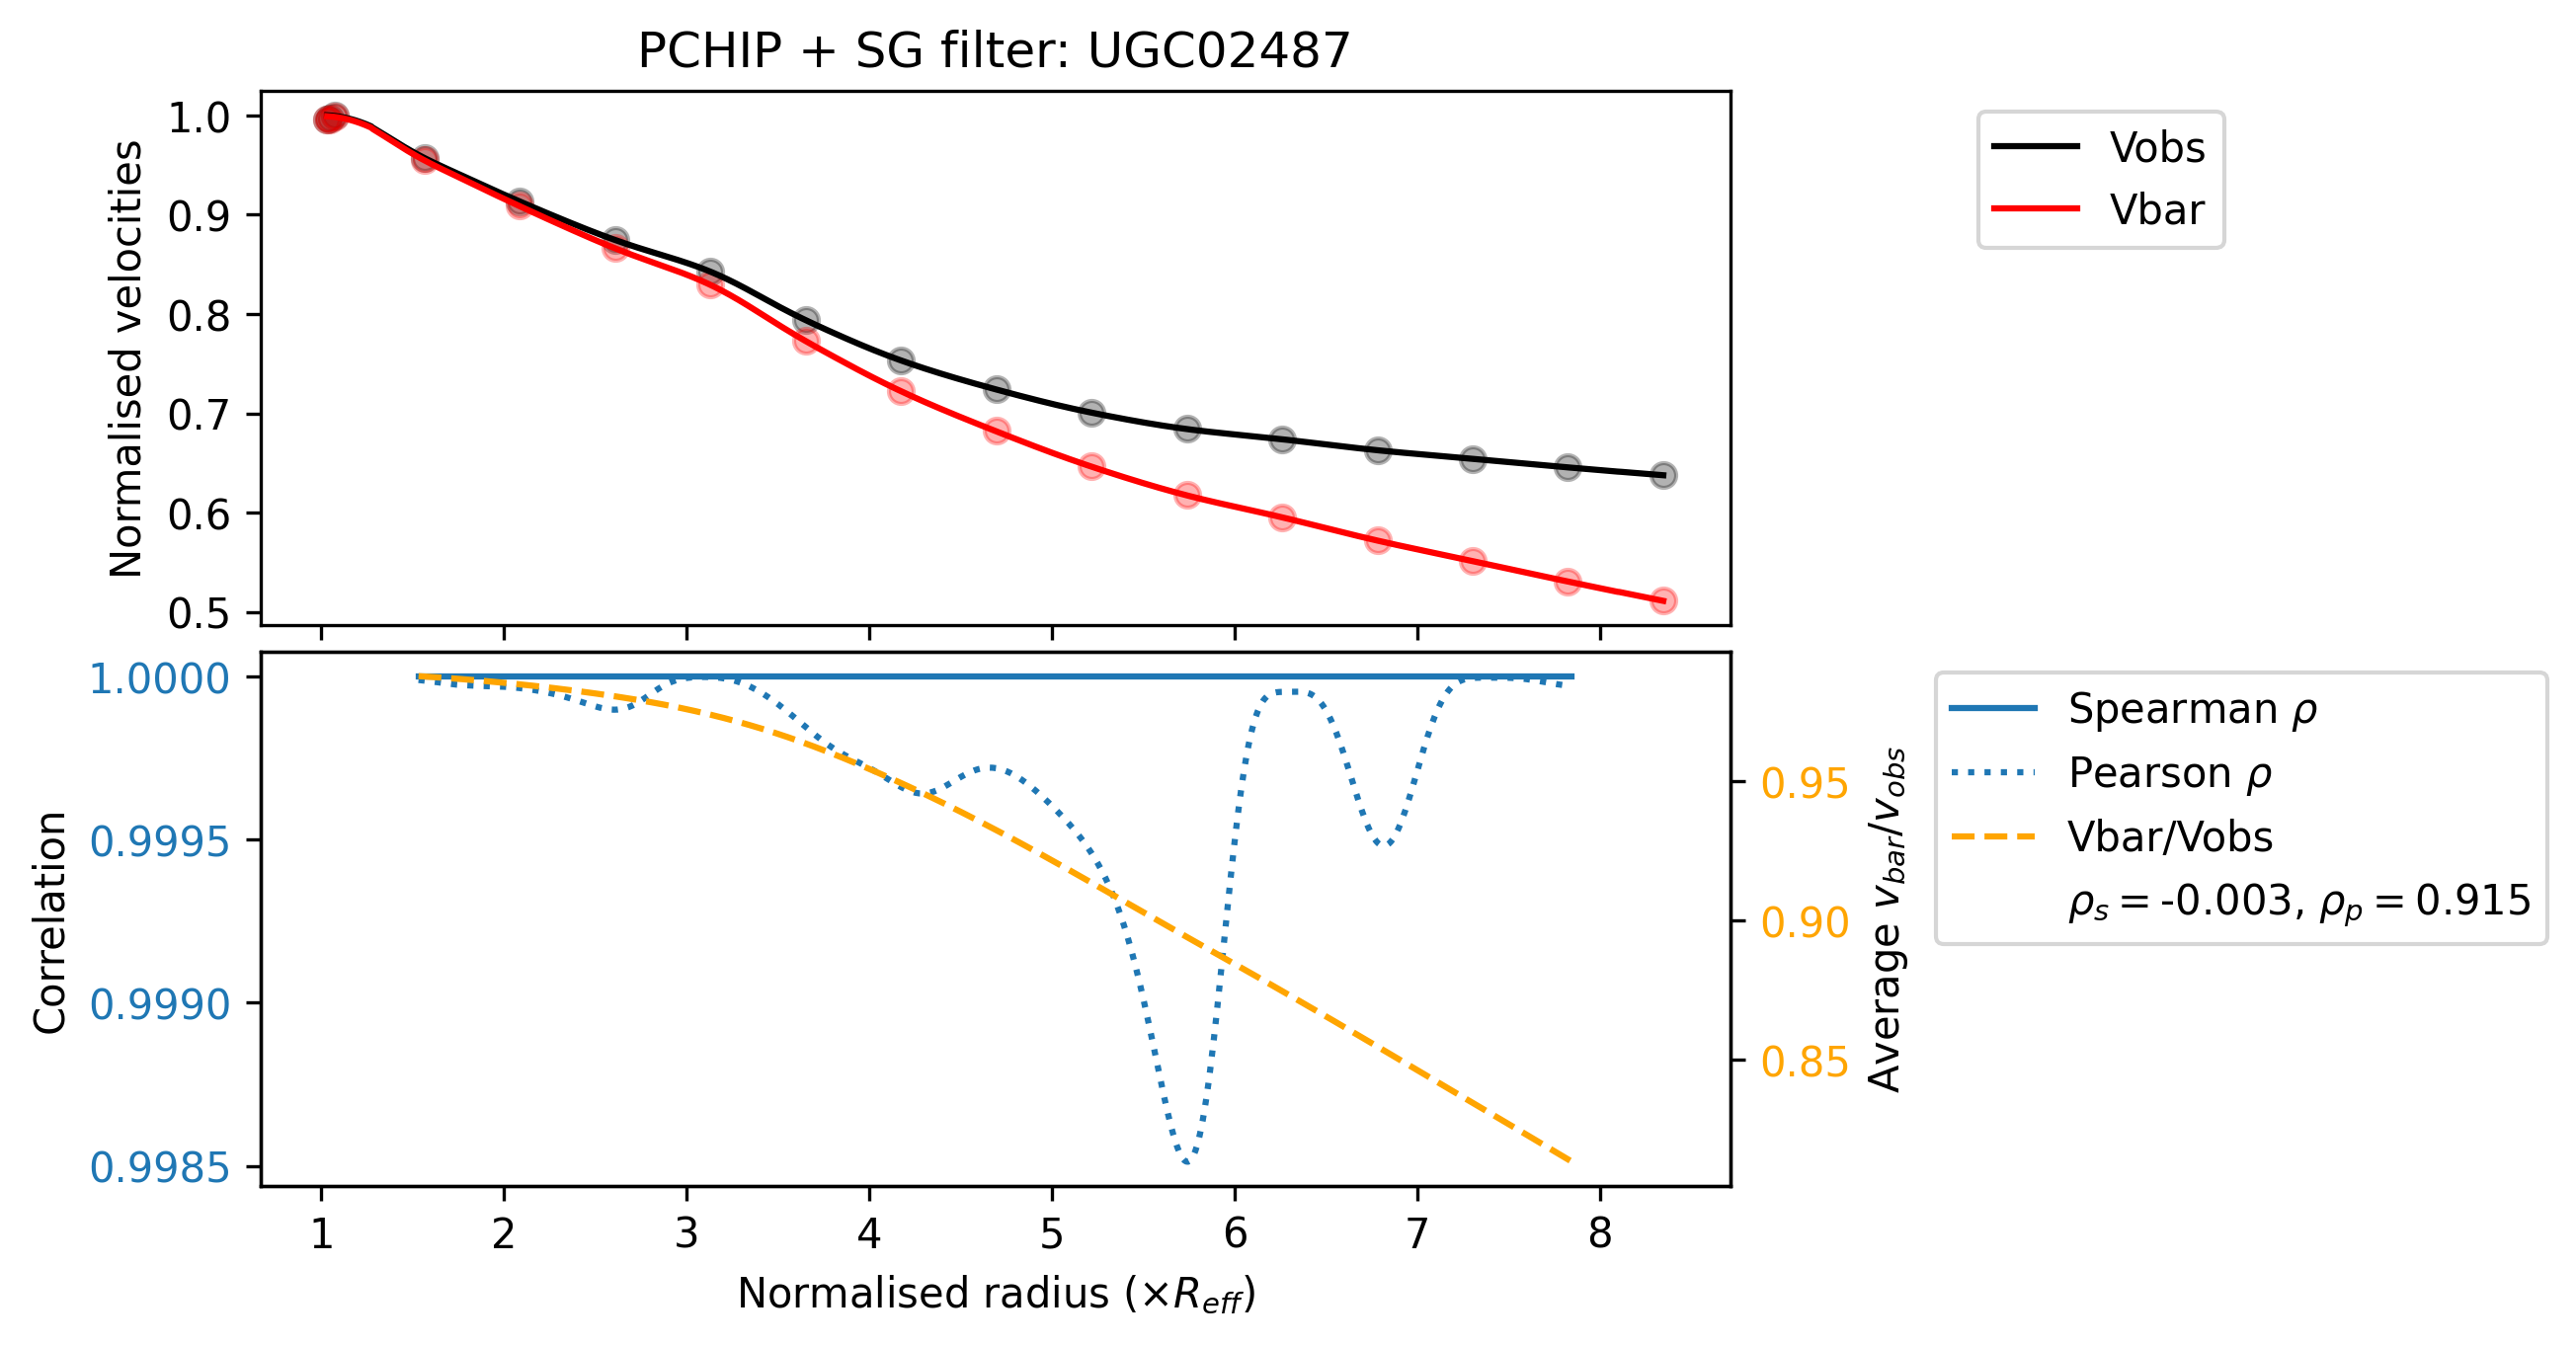 PCHIP + SG filter: UGC02487
Normalised velocities
1.0
0.9
0.8
0.7
0.6
0.5
Vobs
Vbar
Correlation
1.0000
0.9995
0.9990
0.9985
0.95
0.90
0.85
Average v_bar/v_obs
Spearman ρ
Pearson ρ
Vbar/Vobs
ρ_s = -0.003, ρ_p = 0.915
1 2 3 4 5 6 7 8
Normalised radius (×R_eff)